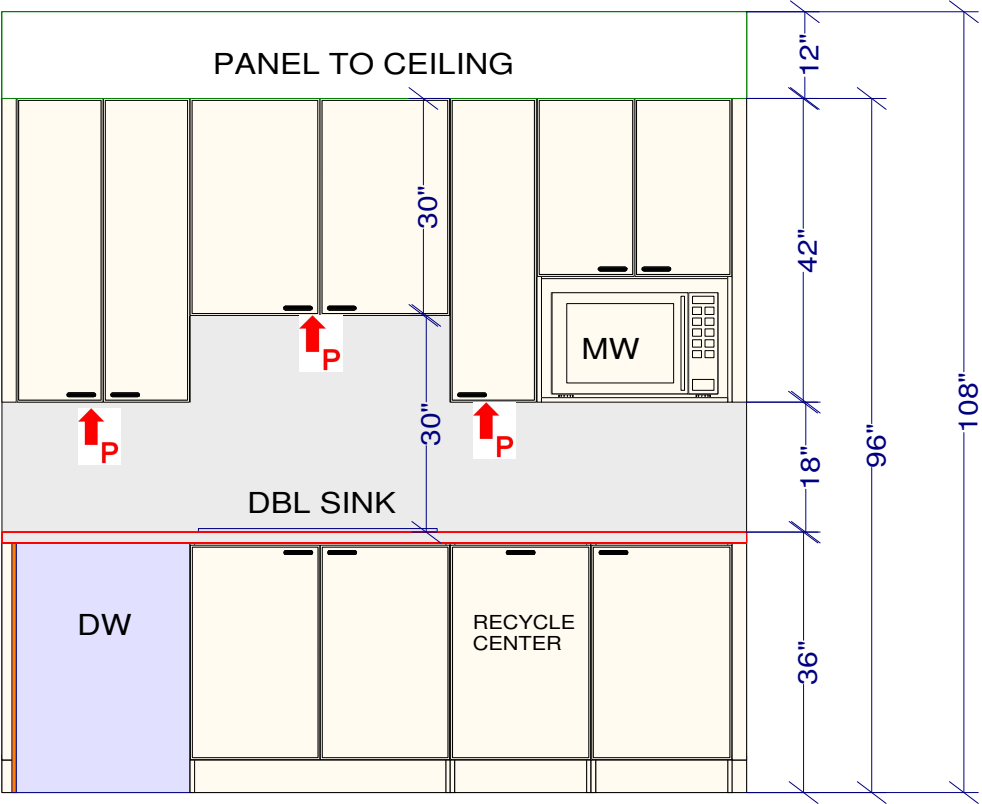 PANEL TO CEILING
12"
30"
42"
MW
P
P
P
30"
108"
96"
18"
DBL SINK
DW
RECYCLE
CENTER
36"